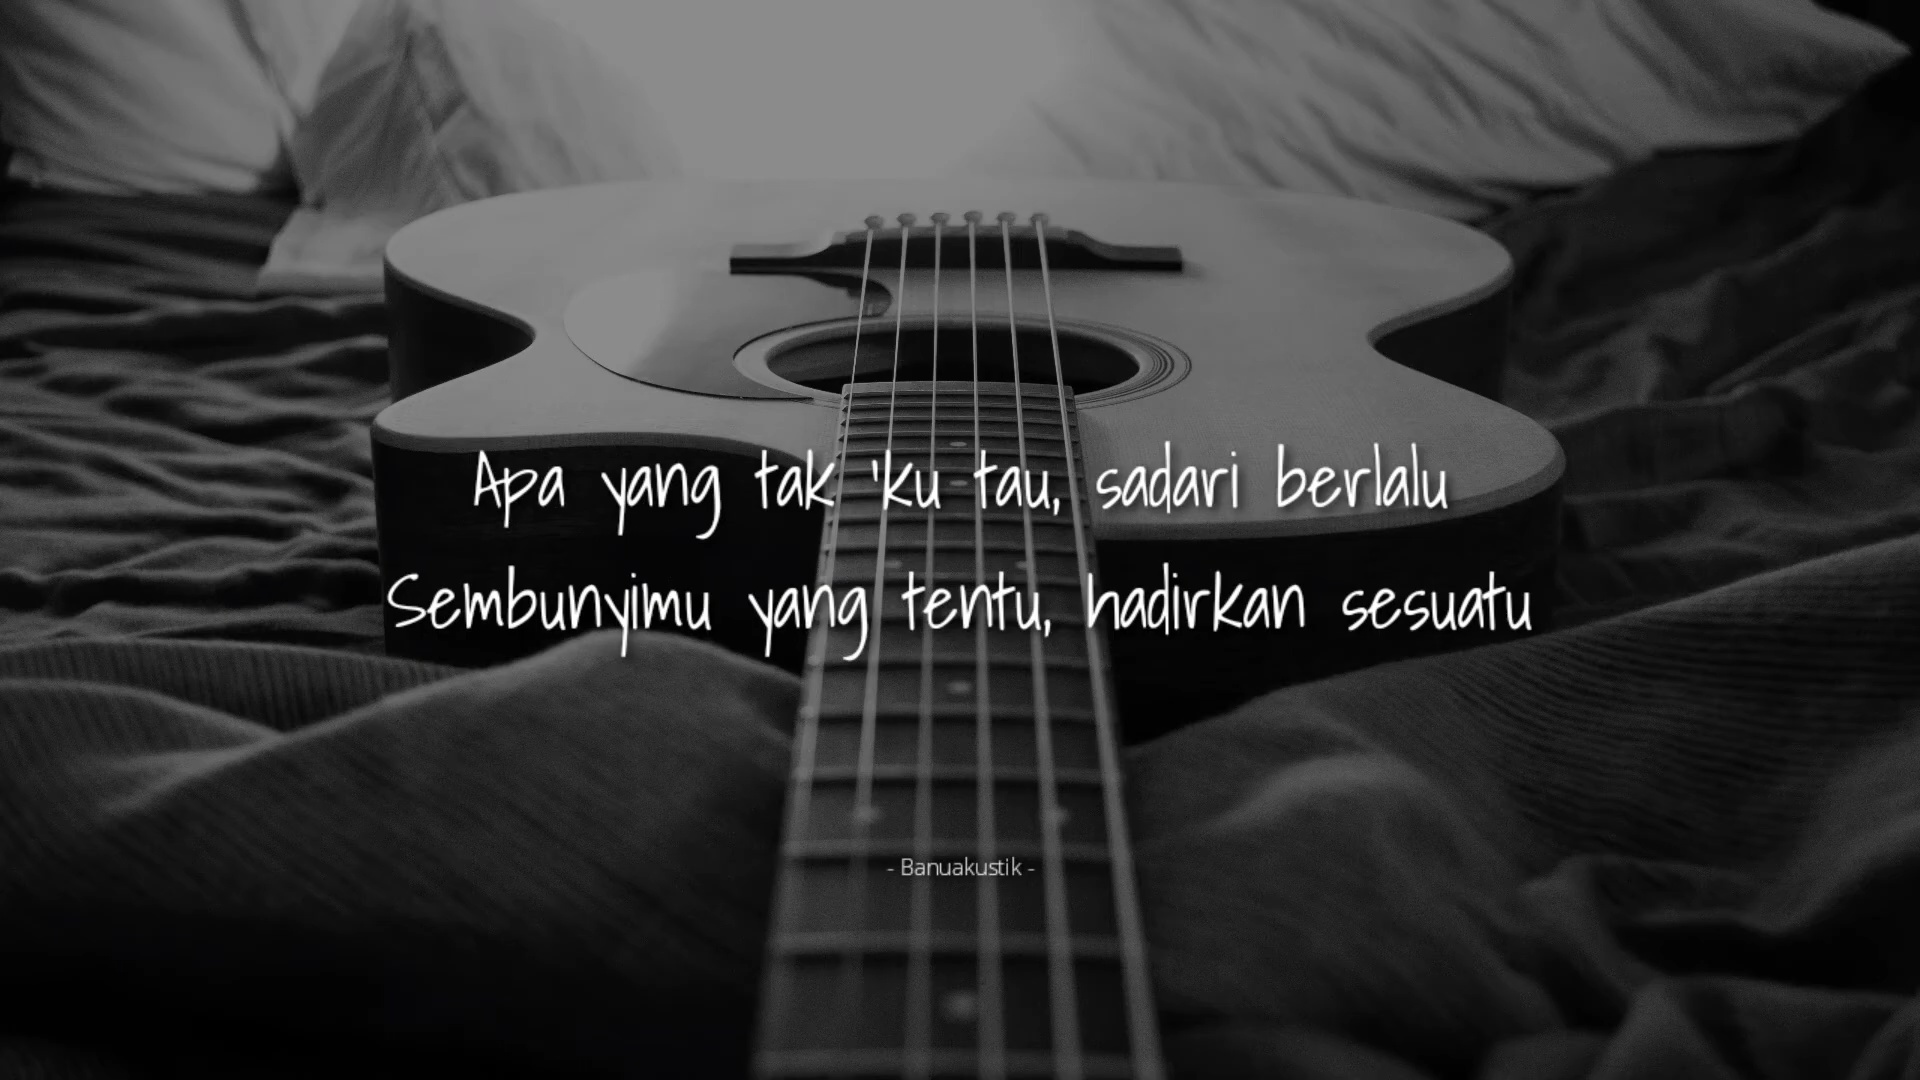 Apa yang tak 'ku tau, sadari berlalu
Sembunyimu yang tentu, hadirkan sesuatu
- Banuakustik -